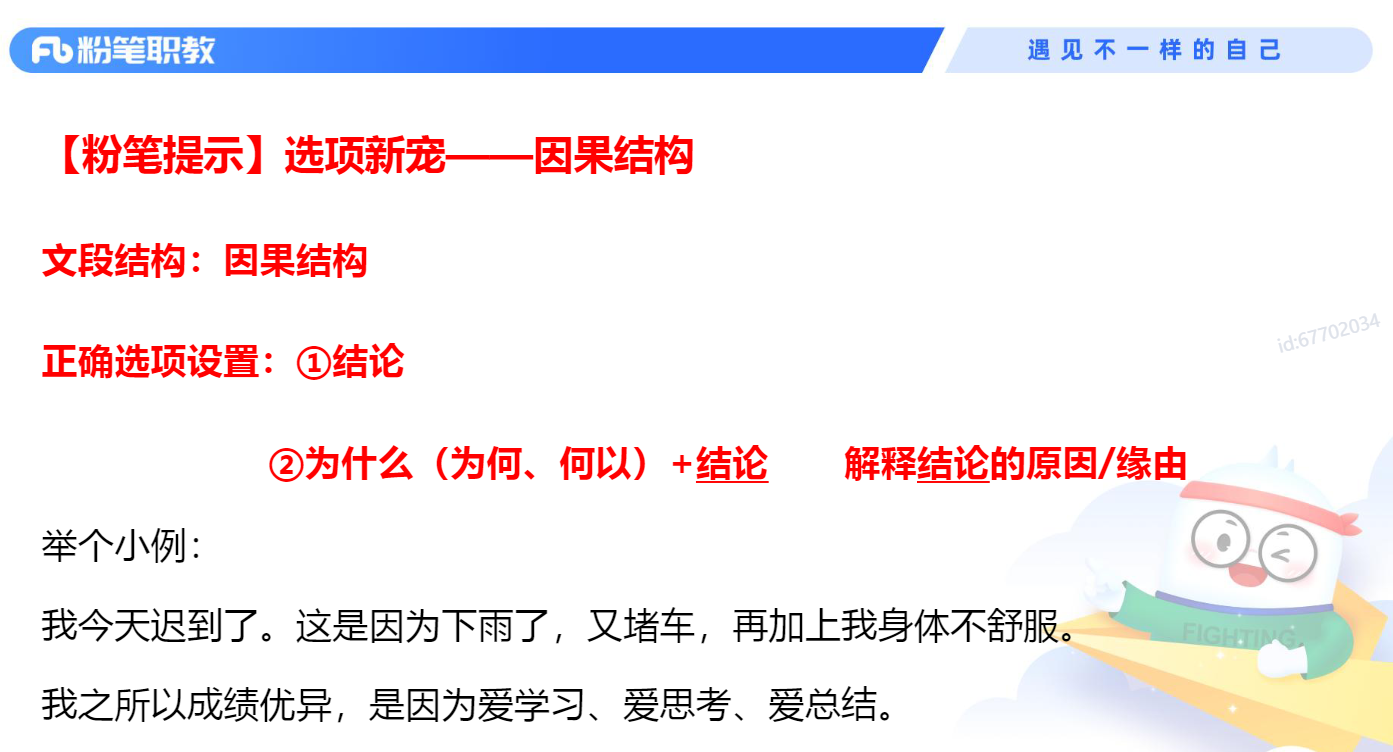 粉笔职教
遇见不一样的自己
【粉笔提示】选项新宠——因果结构
文段结构：因果结构
正确选项设置：①结论
②为什么（为何、何以）+结论 解释结论的原因/缘由
举个小例：
我今天迟到了。这是因为下雨了，又堵车，再加上我身体不舒服。
我之所以成绩优异，是因为爱学习、爱思考、爱总结。
id:67702034
FIGHTING